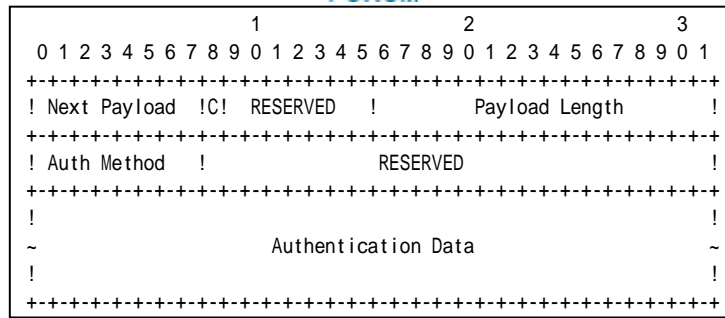 1 2 3
0 1 2 3 4 5 6 7 8 9 0 1 2 3 4 5 6 7 8 9 0 1 2 3 4 5 6 7 8 9 0 1
+-+-+-+-+-+-+-+-+-+-+-+-+-+-+-+-+-+-+-+-+-+-+-+-+-+-+-+-+-+-+-+-+
! Next Payload !C! RESERVED ! Payload Length !
+-+-+-+-+-+-+-+-+-+-+-+-+-+-+-+-+-+-+-+-+-+-+-+-+-+-+-+-+-+-+-+-+
! Auth Method ! RESERVED !
+-+-+-+-+-+-+-+-+-+-+-+-+-+-+-+-+-+-+-+-+-+-+-+-+-+-+-+-+-+-+-+-+
! !
~ Authentication Data ~
! !
+-+-+-+-+-+-+-+-+-+-+-+-+-+-+-+-+-+-+-+-+-+-+-+-+-+-+-+-+-+-+-+-+